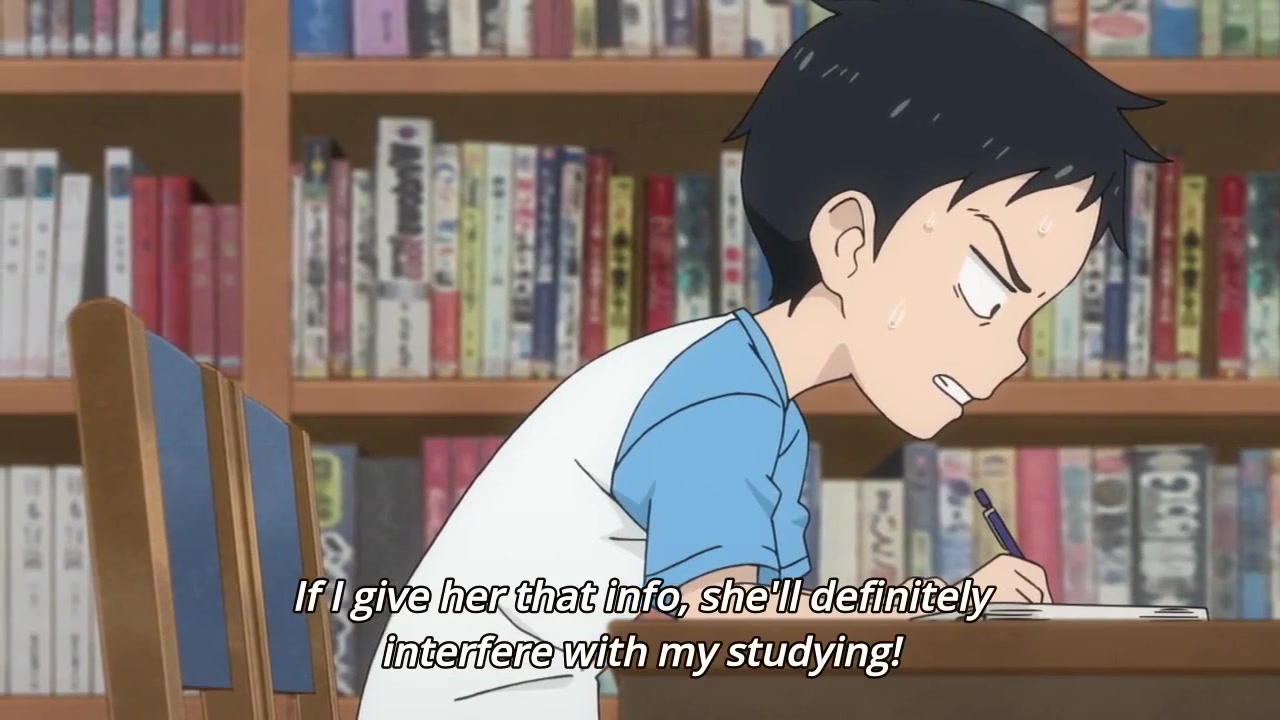 If I give her that info, she'll definitely
interfere with my studying!